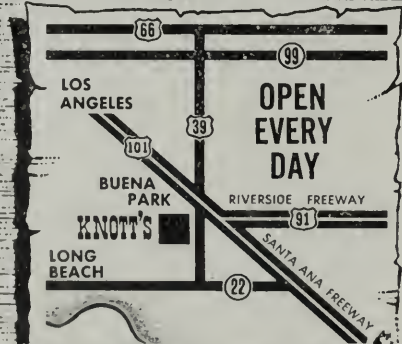 66
99
LOS
ANGELES
OPEN
EVERY
DAY
39
101
BUENA
PARK
RIVERSIDE FREEWAY
91
KNOTT'S
SANTA ANA FREEWAY
LONG
BEACH
22